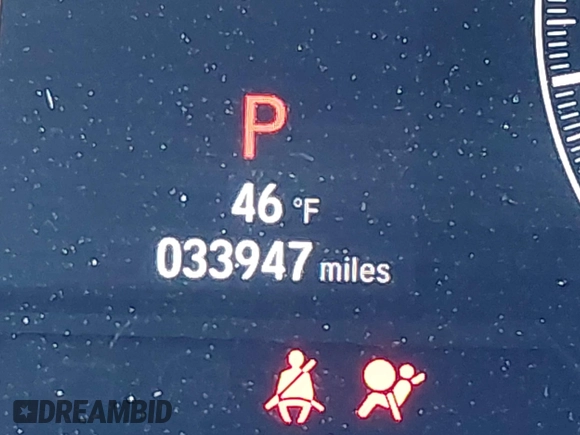 P
46 °F
033947 miles
DREAMBID